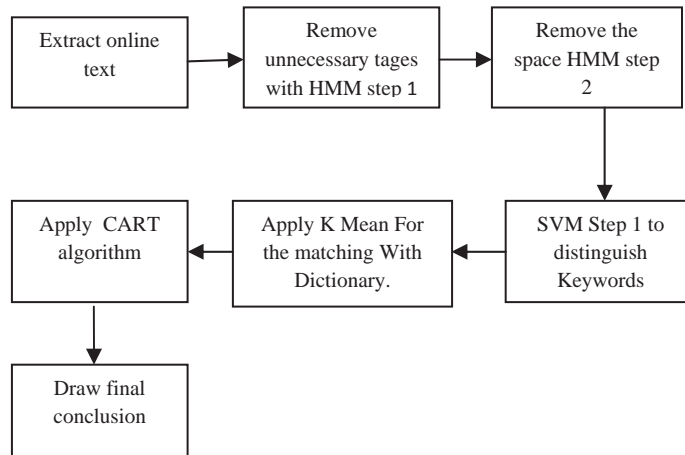 Extract online
text
Remove
unnecessary tages
with HMM step 1
Remove the
space HMM step
2
SVM Step 1 to
distinguish
Keywords
Apply K Mean For
the matching With
Dictionary.
Apply CART
algorithm
Draw final
conclusion